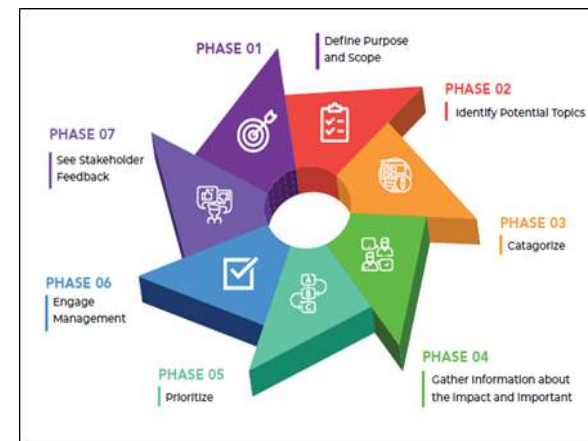 PHASE 01
Define Purpose
and Scope
PHASE 02
Identify Potential Topics
PHASE 03
Catagorize
PHASE 04
Gather Information about
the Impact and Important
PHASE 05
Prioritize
PHASE 06
Engage
Management
PHASE 07
See Stakeholder
Feedback
A
B
C